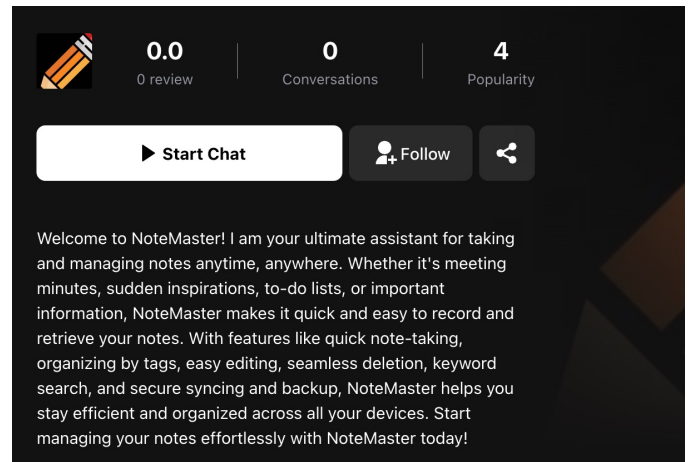 0.0
0 review
0
Conversations
4
Popularity
Start Chat
Follow
Welcome to NoteMaster! I am your ultimate assistant for taking
and managing notes anytime, anywhere. Whether it's meeting
minutes, sudden inspirations, to-do lists, or important
information, NoteMaster makes it quick and easy to record and
retrieve your notes. With features like quick note-taking,
organizing by tags, easy editing, seamless deletion, keyword
search, and secure syncing and backup, NoteMaster helps you
stay efficient and organized across all your devices. Start
managing your notes effortlessly with NoteMaster today!